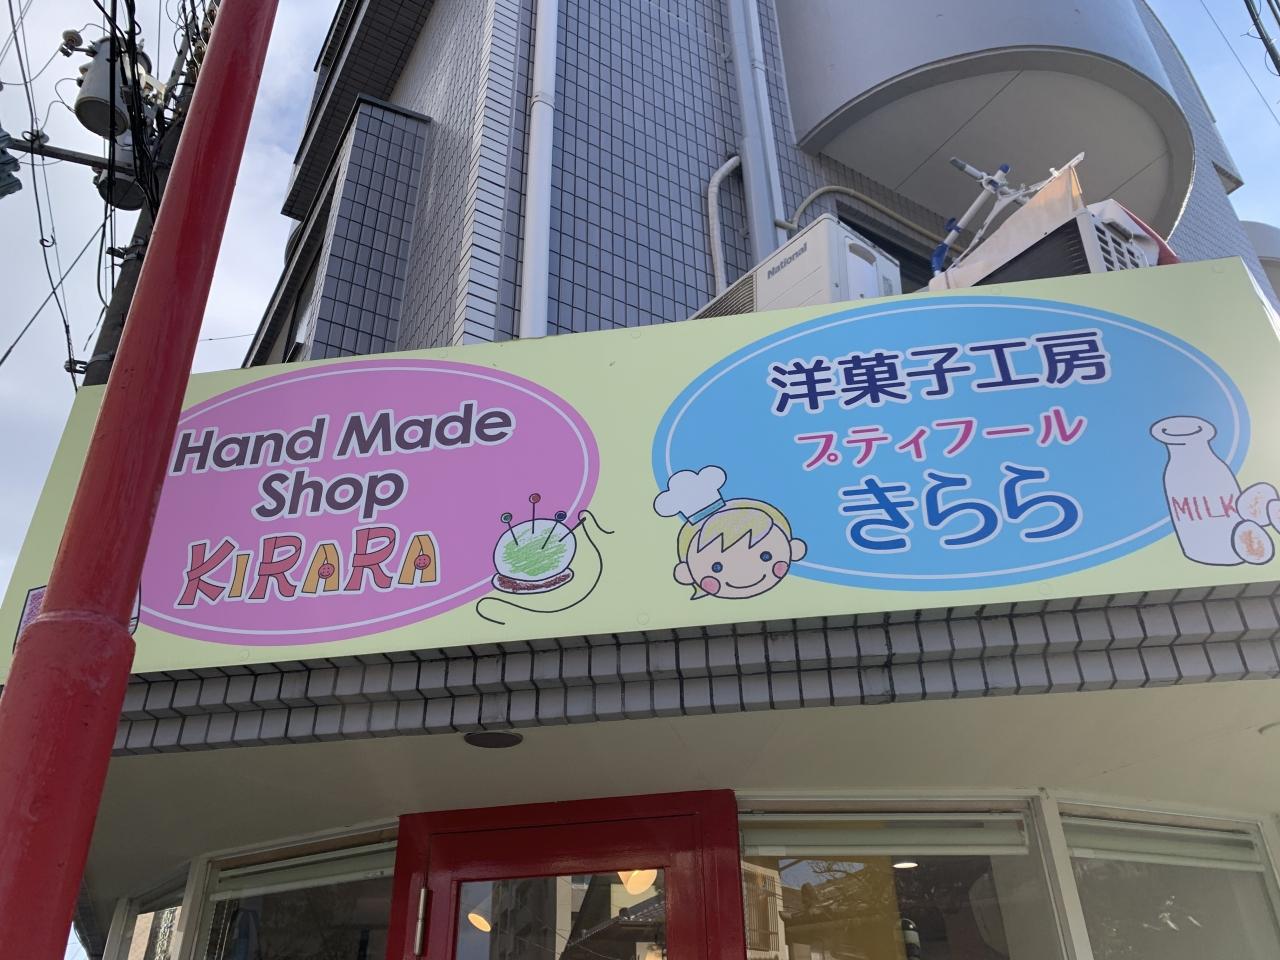 National
Hand Made
Shop
KIRARA
洋菓子工房
プティフール
きらら
MILK